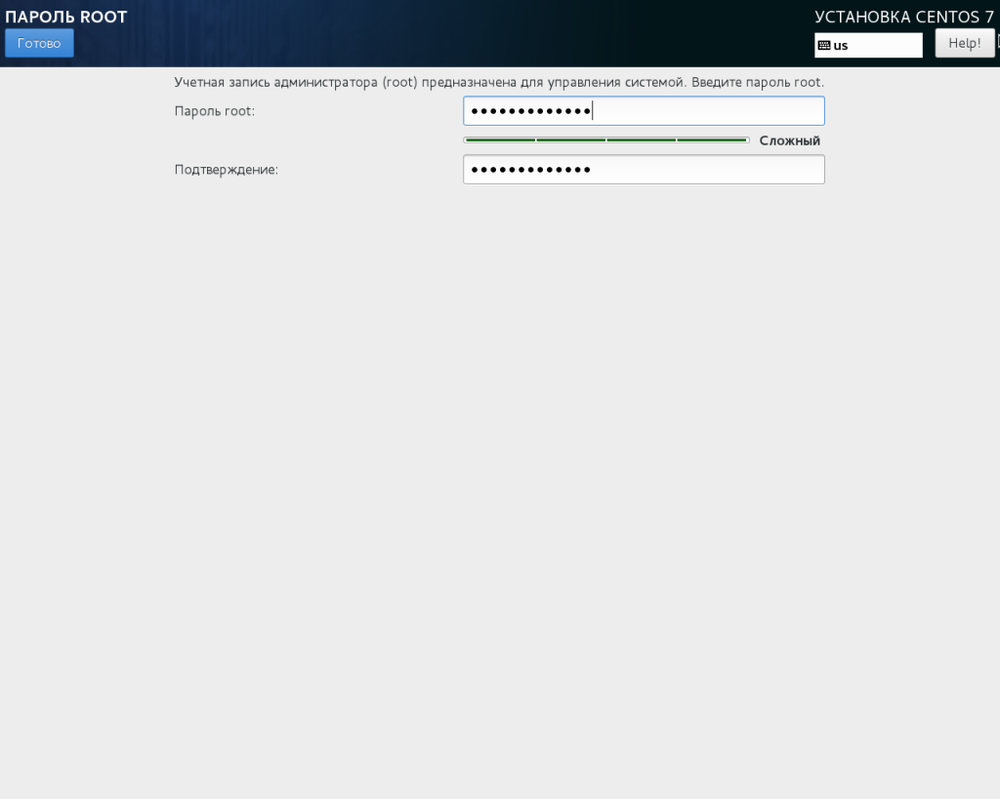 ПАРОЛЬ ROOT
УСТАНОВКА CENTOS 7
Готово
us
Help!
Учетная запись администратора (root) предназначена для управления системой. Введите пароль root.
Пароль root:
●●●●●●●●●●●●●
Сложный
Подтверждение:
●●●●●●●●●●●●●